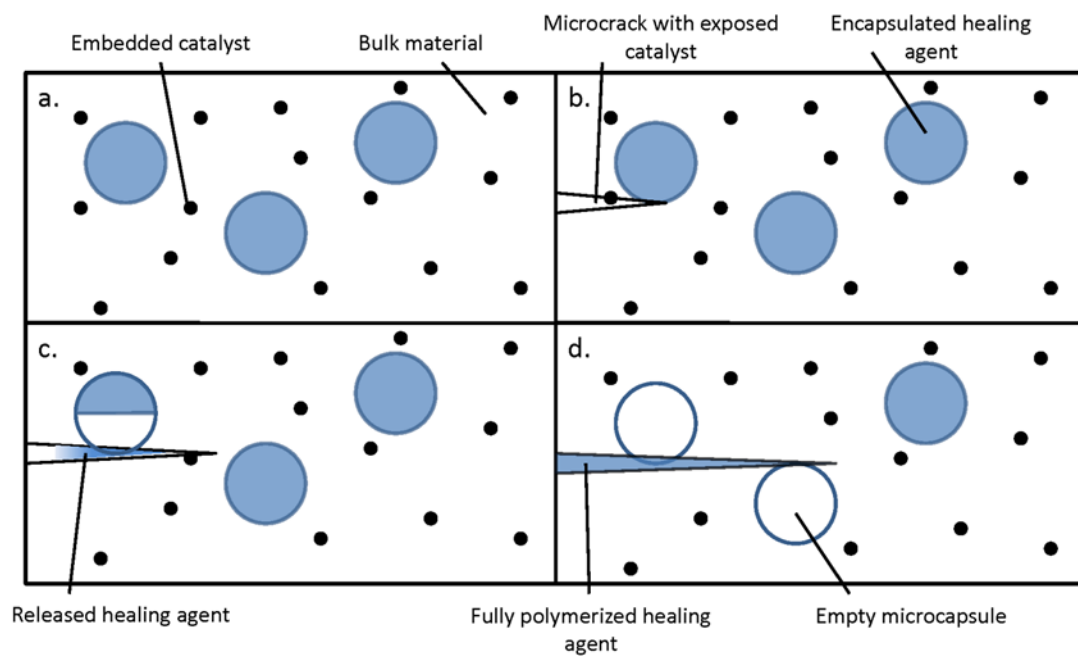 Embedded catalyst
Bulk material
Microcrack with exposed
catalyst
Encapsulated healing
agent
a.
b.
c.
d.
Released healing agent
Fully polymerized healing
agent
Empty microcapsule